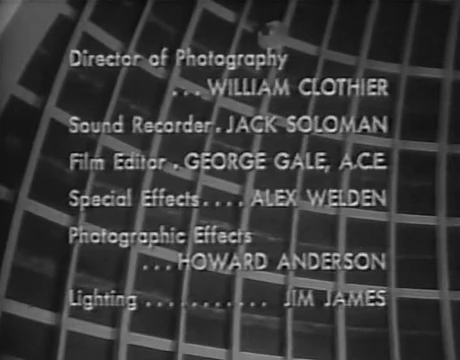 Director of Photography
...WILLIAM CLOTHIER
Sound Recorder.JACK SOLOMAN
Film Editor.GEORGE GALE, A.C.E.
Special Effects....ALEX WELDEN
Photographic Effects
...HOWARD ANDERSON
Lighting...........JIM JAMES